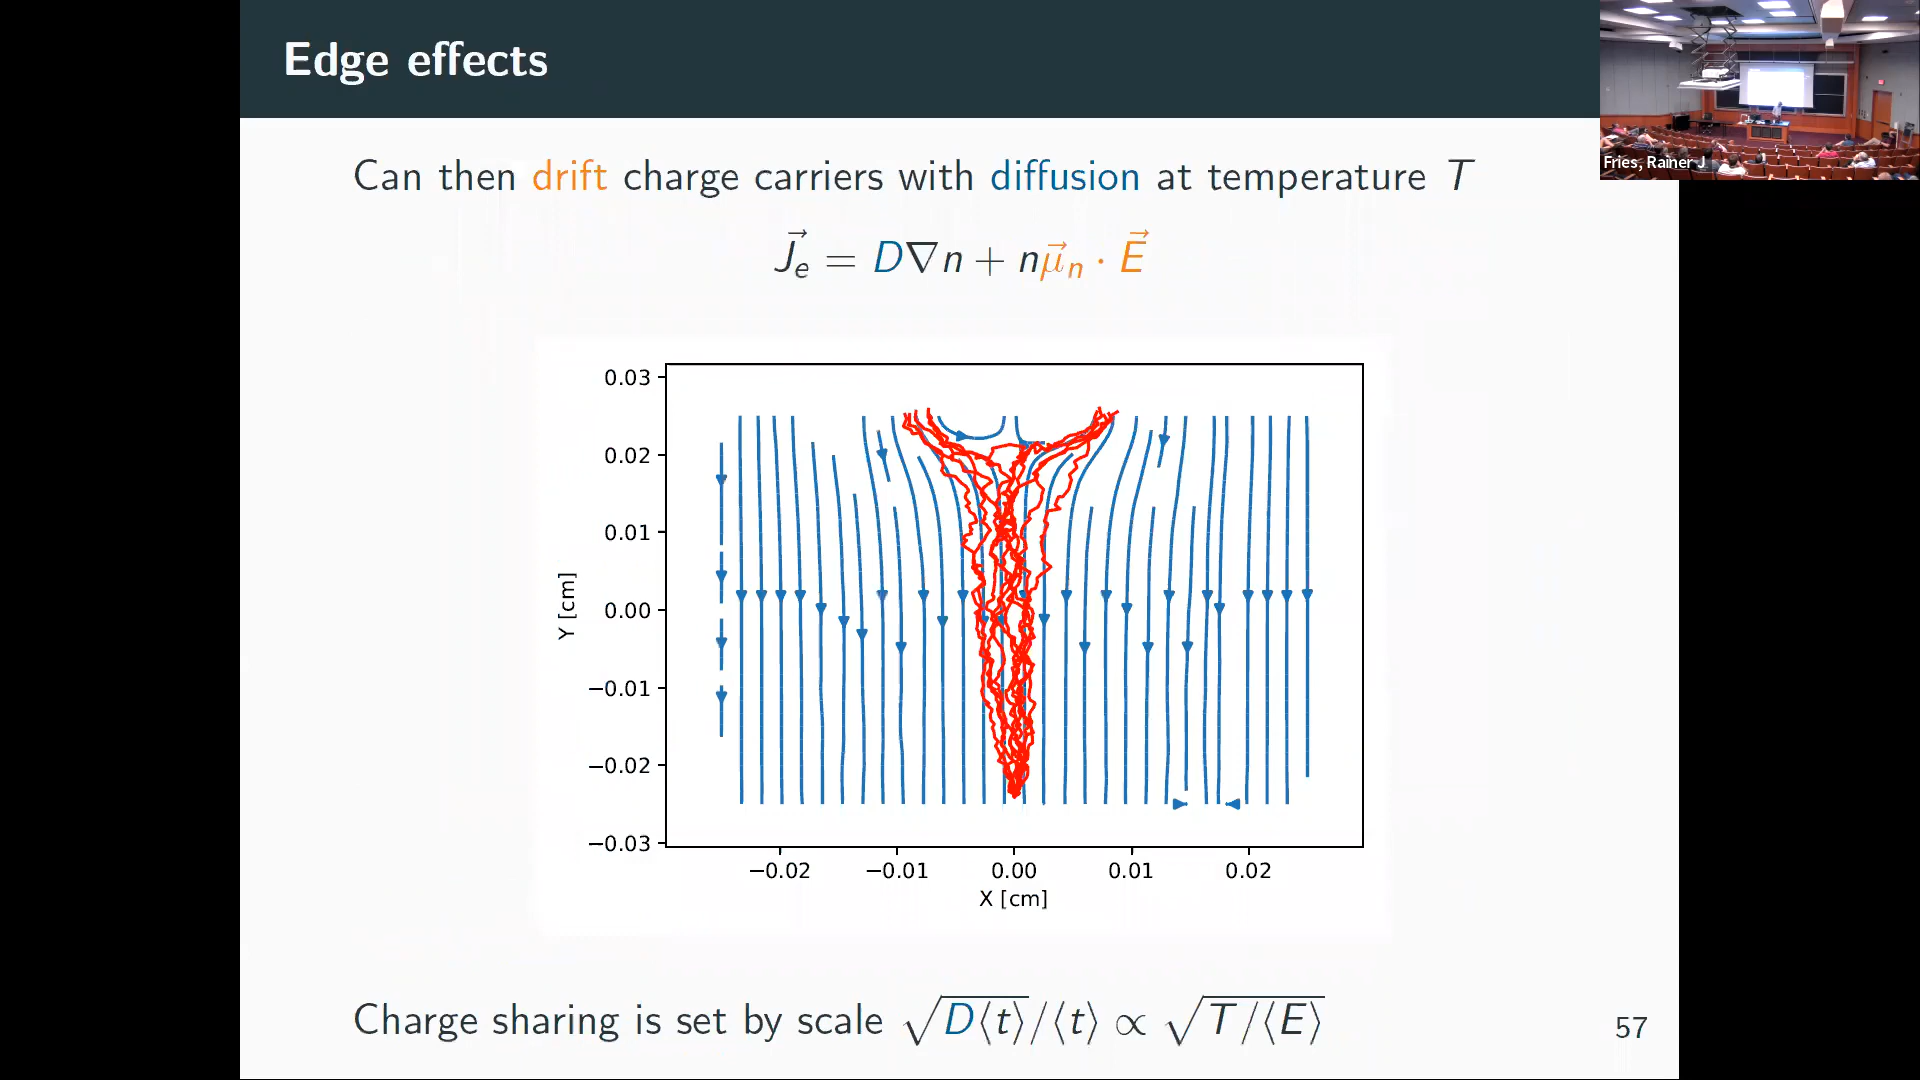 Edge effects
Fries, Rainer J
Can then drift charge carriers with diffusion at temperature T
$\vec{J}_e = D\nabla n + n\vec{\mu}_n \cdot \vec{E}$
0.03
0.02
0.01
0.00
−0.01
−0.02
−0.03
Y [cm]
−0.02 −0.01 0.00 0.01 0.02
X [cm]
Charge sharing is set by scale $\sqrt{D\langle t\rangle}/\langle t\rangle \propto \sqrt{T/\langle E\rangle}$
57